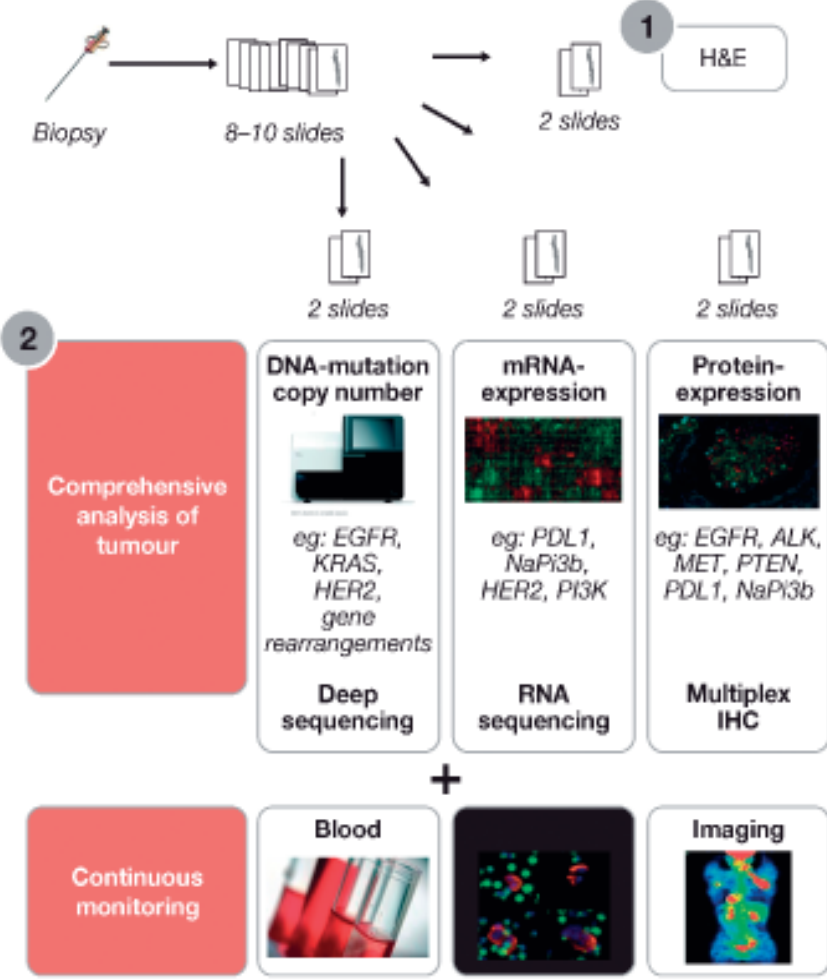 1
H&E
Biopsy
8–10 slides
2 slides
2 slides
2 slides
2 slides
2
Comprehensive
analysis of
tumour
DNA-mutation
copy number
eg: EGFR,
KRAS,
HER2,
gene
rearrangements
Deep
sequencing
mRNA-
expression
eg: PDL1,
NaPi3b,
HER2, PI3K
RNA
sequencing
Protein-
expression
eg: EGFR, ALK,
MET, PTEN,
PDL1, NaPi3b
Multiplex
IHC
+
Continuous
monitoring
Blood
Imaging